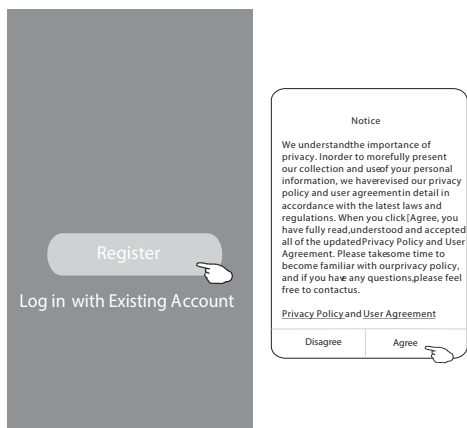 Register
Log in with Existing Account
Notice
We understandthe importance of
privacy. Inorder to morefully present
our collection and useof your personal
information, we haverevised our privacy
policy and user agreementin detail in
accordance with the latest laws and
regulations. When you click[Agree, you
have fully read,understood and accepted
all of the updatedPrivacy Policy and User
Agreement. Please takesome time to
become familiar with ourprivacy policy,
and if you have any questions,please feel
free to contactus.
Privacy Policy and User Agreement
Disagree Agree